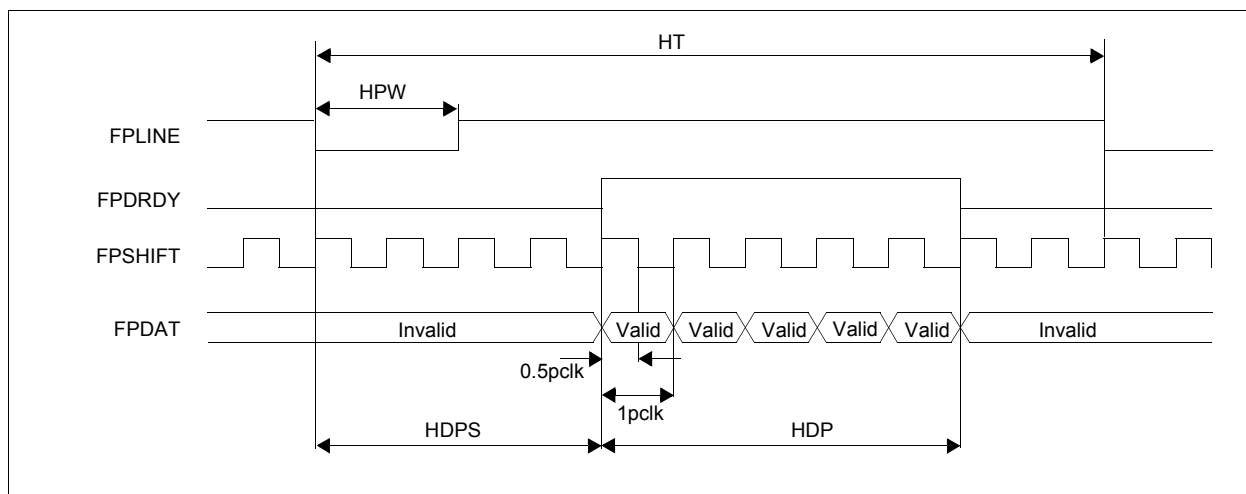 HT
HPW
FPLINE
FPDRDY
FPSHIFT
FPDAT
Invalid
Valid
Valid
Valid
Valid
Valid
Invalid
0.5pclk
1pclk
HDPS
HDP